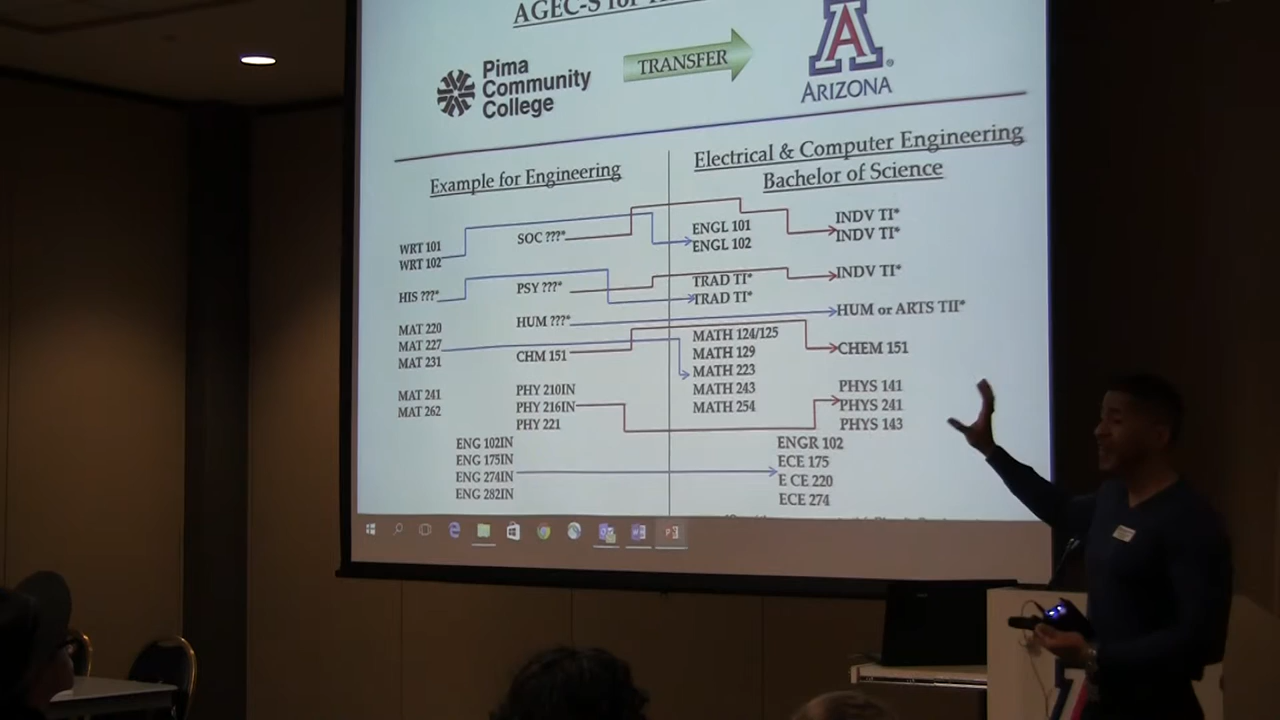 AGEC-S for
Pima
Community
College
TRANSFER
A
ARIZONA
Example for Engineering
Electrical & Computer Engineering
Bachelor of Science
WRT 101
WRT 102
SOC ???*
ENGL 101
ENGL 102
INDV TI*
INDV TI*
HIS ???*
PSY ???*
TRAD TI*
TRAD TI*
INDV TI*
HUM ???*
HUM or ARTS TII*
MAT 220
MAT 227
MAT 231
CHM 151
MATH 124/125
MATH 129
MATH 223
MATH 243
MATH 254
CHEM 151
MAT 241
MAT 262
PHY 210IN
PHY 216IN
PHY 221
PHYS 141
PHYS 241
PHYS 143
ENG 102IN
ENG 175IN
ENG 274IN
ENG 282IN
ENGR 102
ECE 175
E CE 220
ECE 274